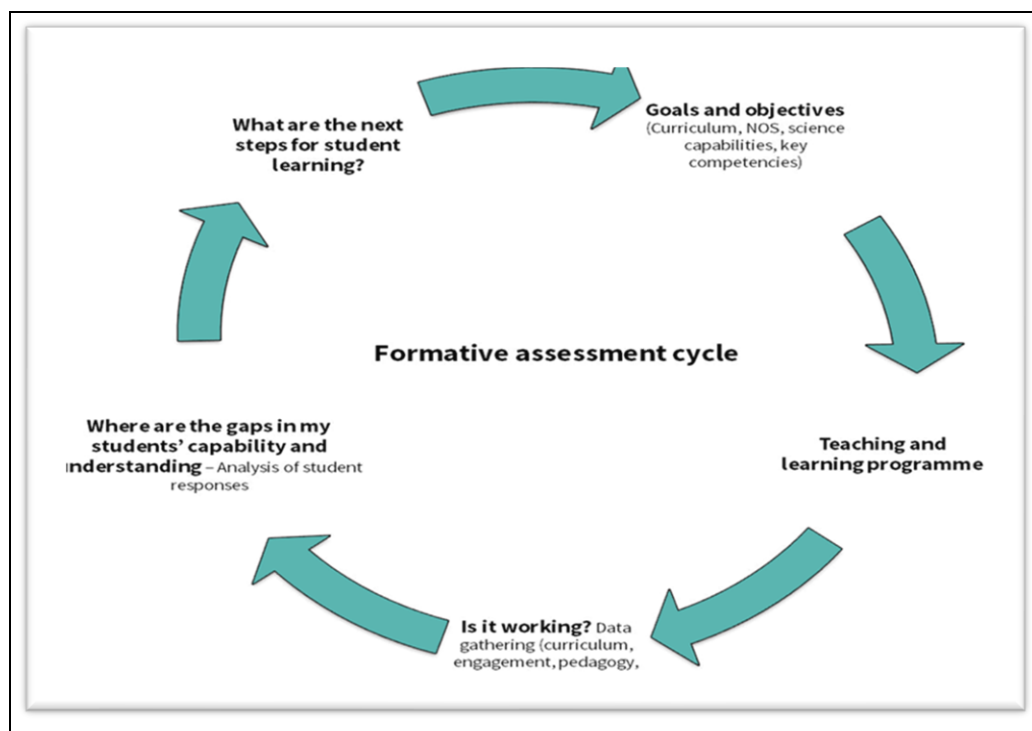 Formative assessment cycle
Goals and objectives
(Curriculum, NOS, science
capabilities, key
competencies)
Teaching and
learning programme
Is it working? Data
gathering (curriculum,
engagement, pedagogy,
Where are the gaps in my
students’ capability and
nderstanding – Analysis of student
responses
What are the next
steps for student
learning?